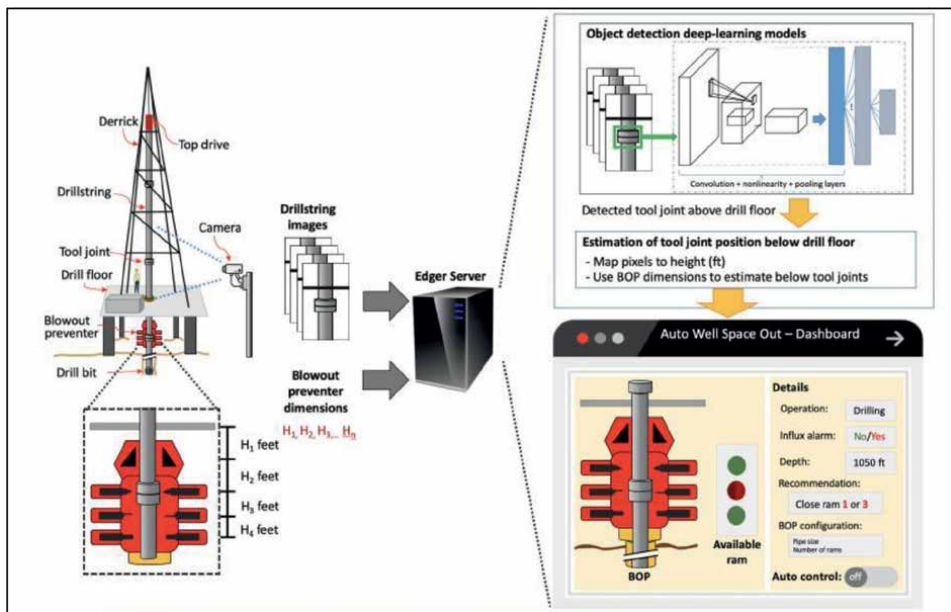 Derrick
Top drive
Drillstring
Tool joint
Camera
Drill floor
Blowout
preventer
Drill bit
H1 feet
H2 feet
H3 feet
H4 feet
Drillstring
images
Blowout
preventer
dimensions
H1, H2, H3,... Hn
Edger Server
Object detection deep-learning models
Convolution + nonlinearity + pooling layers
Detected tool joint above drill floor
Estimation of tool joint position below drill floor
- Map pixels to height (ft)
- Use BOP dimensions to estimate below tool joints
Auto Well Space Out – Dashboard
BOP
Available
ram
Details
Operation: Drilling
Influx alarm: No/Yes
Depth: 1050 ft
Recommendation:
Close ram 1 or 3
BOP configuration:
Pipe size
Number of rams
Auto control: off